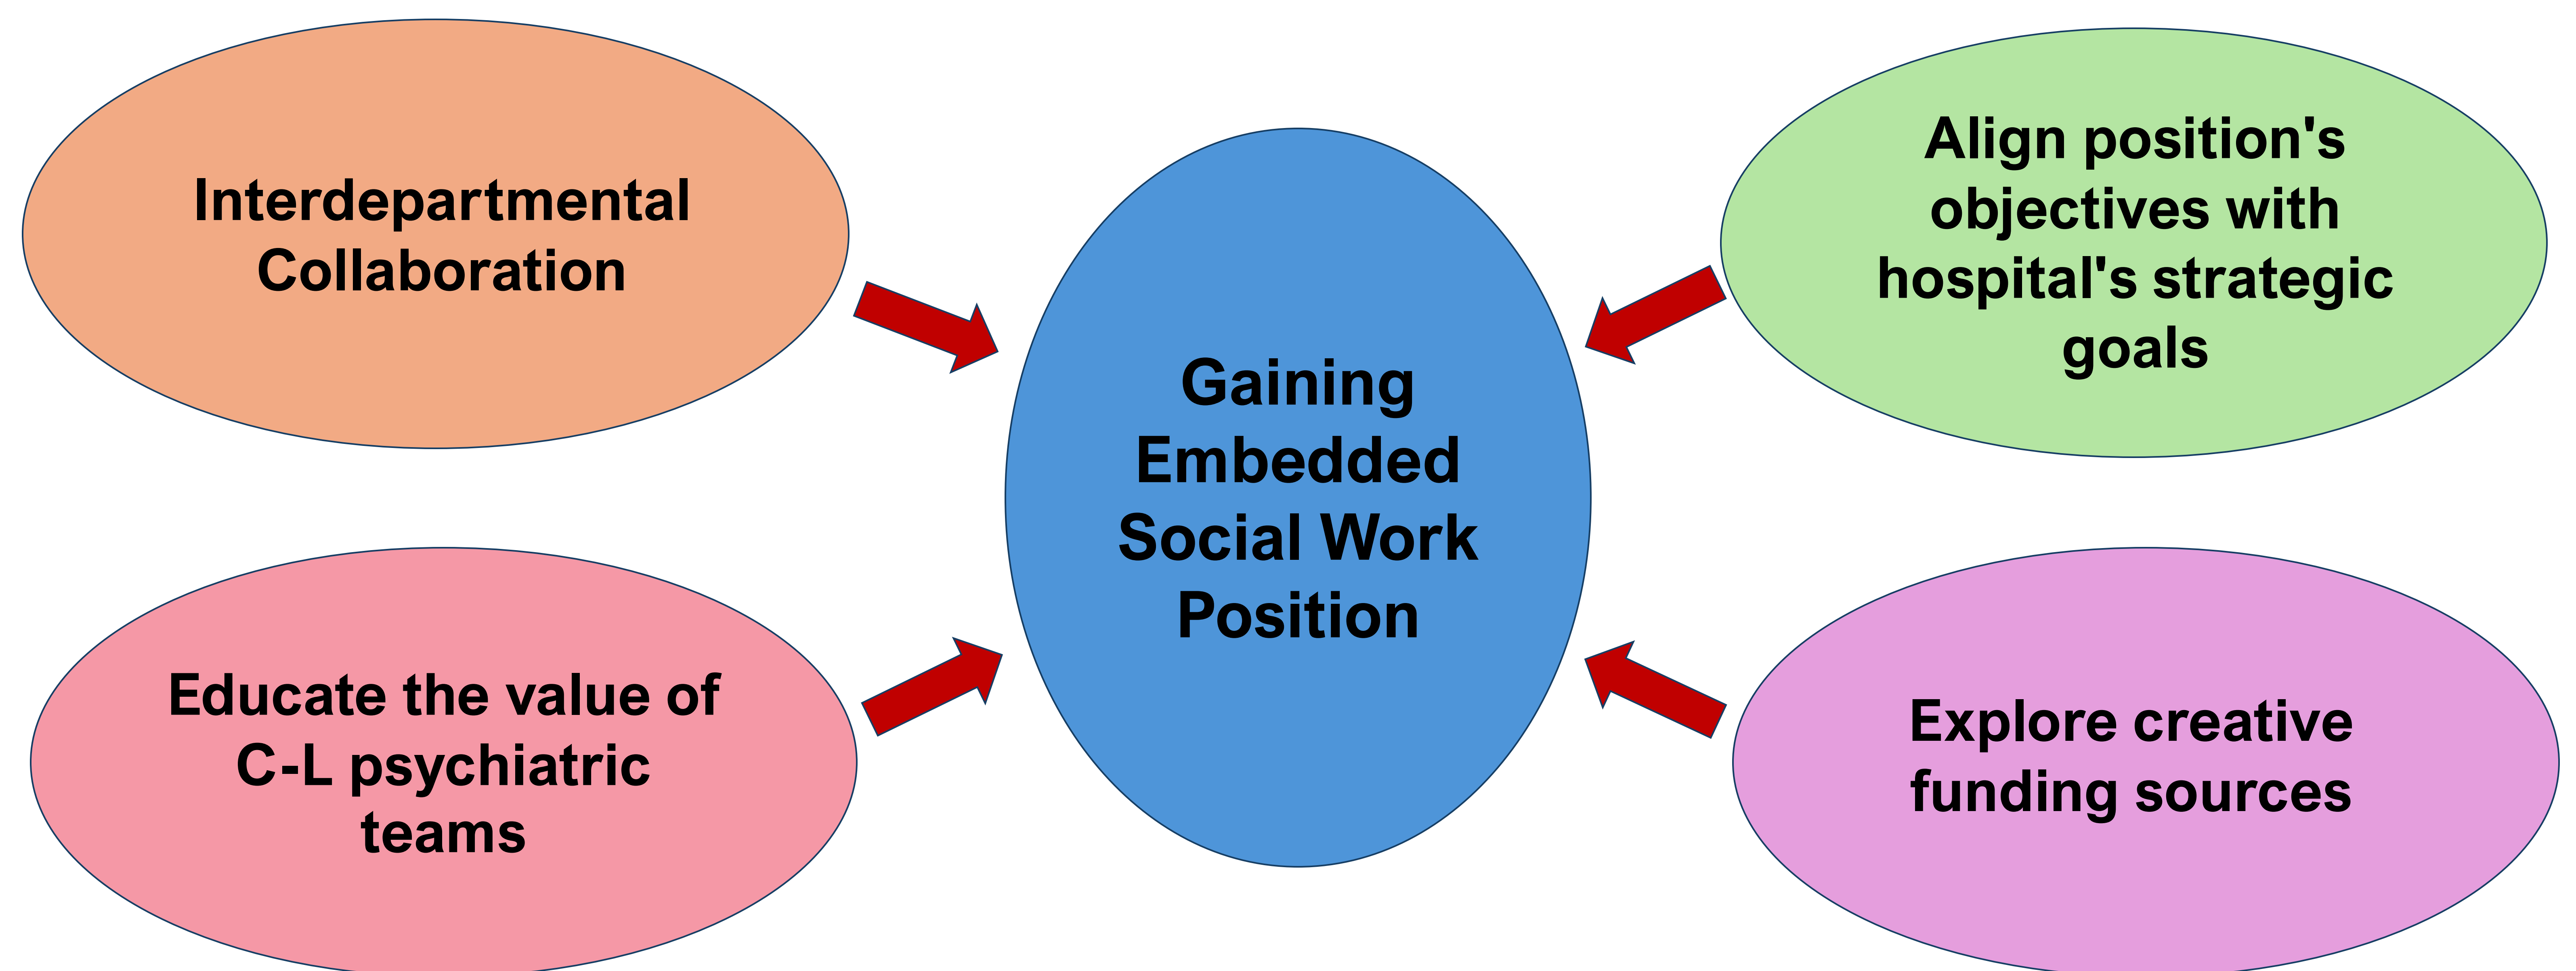 Interdepartmental
Collaboration
Align position's
objectives with
hospital's strategic
goals
Gaining
Embedded
Social Work
Position
Educate the value of
C-L psychiatric
teams
Explore creative
funding sources